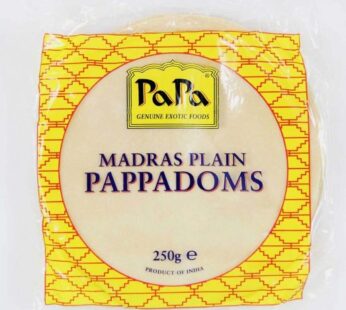 PaPa ®
GENUINE EXOTIC FOODS
MADRAS PLAIN
PAPPADOMS
250g ℮
PRODUCT OF INDIA